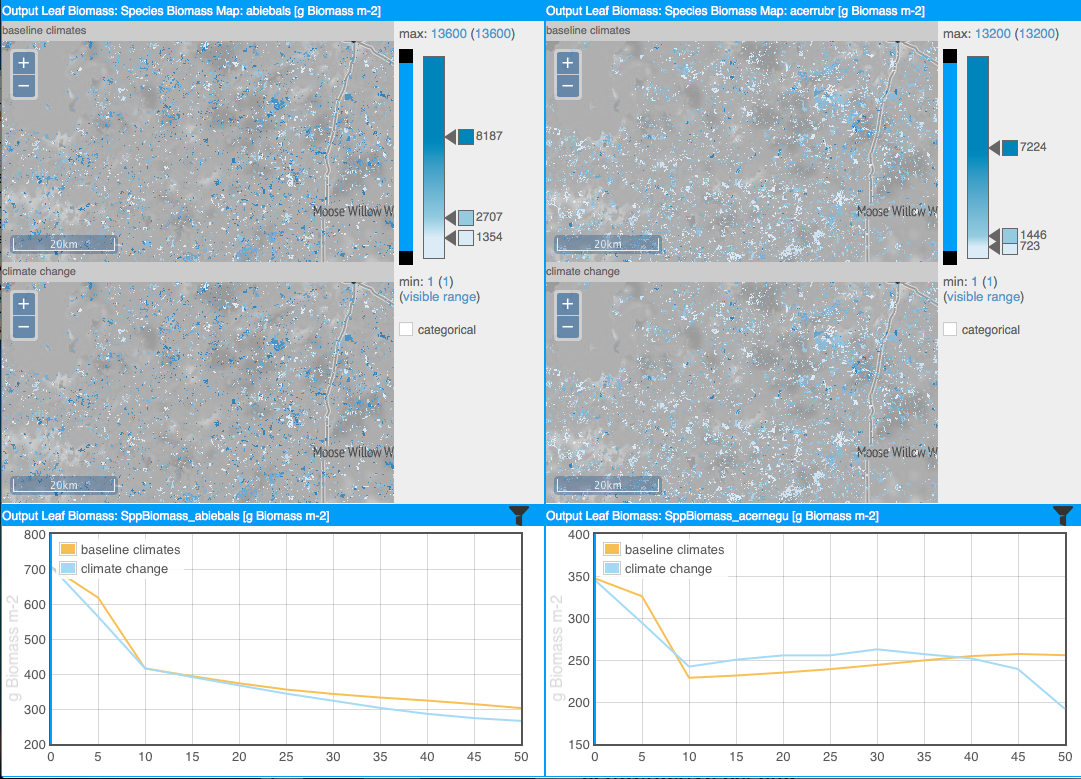 Output Leaf Biomass: Species Biomass Map: abiebals [g Biomass m-2]
baseline climates
+
−
Moose Willow W
20km
max: 13600 (13600)
8187
2707
1354
min: 1 (1)
(visible range)
categorical
climate change
+
−
Moose Willow W
20km
Output Leaf Biomass: Species Biomass Map: acerrubr [g Biomass m-2]
baseline climates
+
−
Moose Willow W
20km
max: 13200 (13200)
7224
1446
723
min: 1 (1)
(visible range)
categorical
climate change
+
−
Moose Willow W
20km
Output Leaf Biomass: SppBiomass_abiebals [g Biomass m-2]
baseline climates
climate change
g Biomass m-2
800
700
600
500
400
300
200
0 5 10 15 20 25 30 35 40 45 50
Output Leaf Biomass: SppBiomass_acernegu [g Biomass m-2]
baseline climates
climate change
g Biomass m-2
400
350
300
250
200
150
0 5 10 15 20 25 30 35 40 45 50